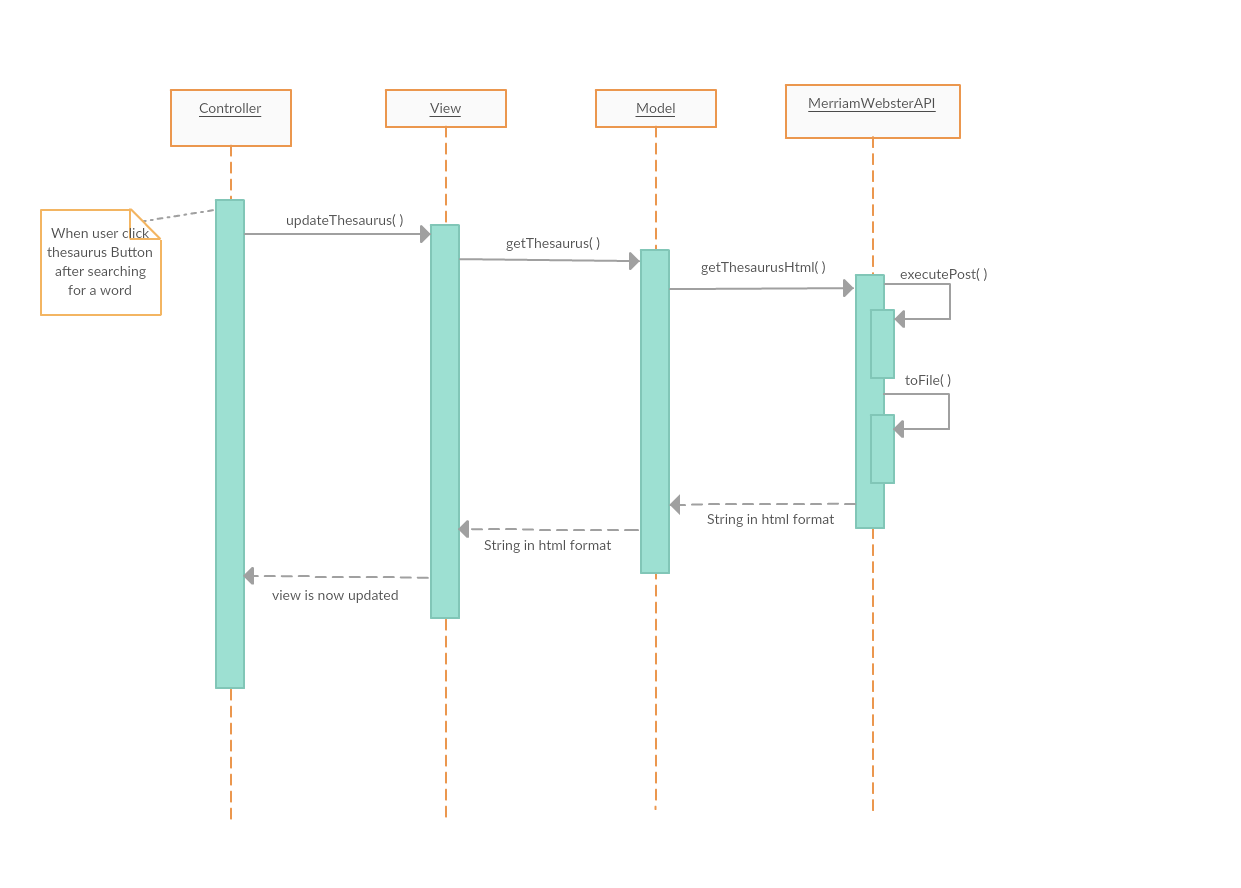 Controller
View
Model
MerriamWebsterAPI
When user click
thesaurus Button
after searching
for a word
updateThesaurus( )
getThesaurus( )
getThesaurusHtml( )
executePost( )
toFile( )
String in html format
String in html format
view is now updated